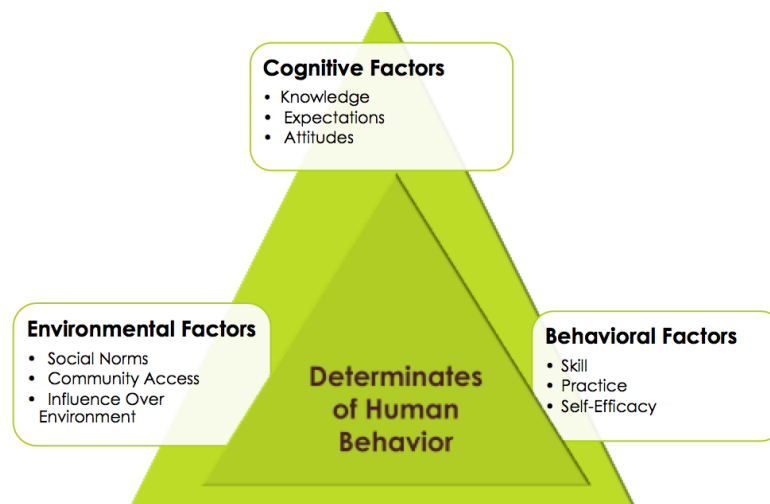 Cognitive Factors
• Knowledge
• Expectations
• Attitudes
Environmental Factors
• Social Norms
• Community Access
• Influence Over
Environment
Behavioral Factors
• Skill
• Practice
• Self-Efficacy
Determinates
of Human
Behavior